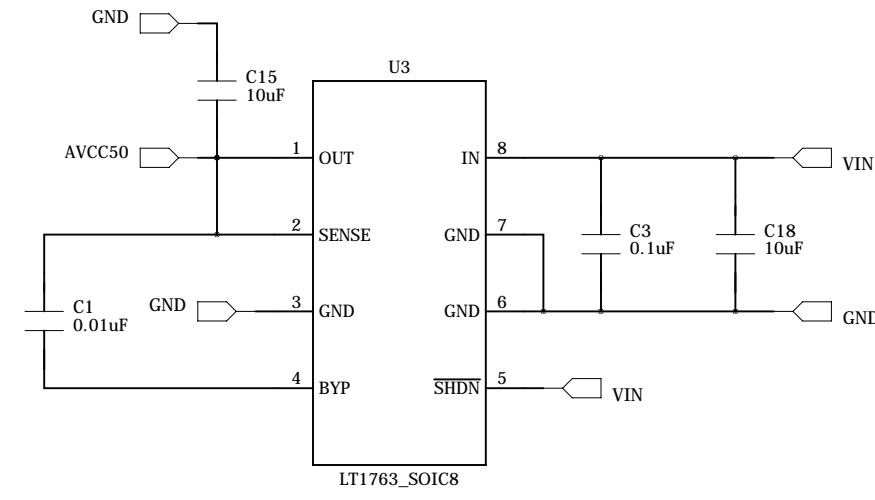 GND
U3
C15
10uF
AVCC50
1
OUT
IN
8
VIN
2
SENSE
GND
7
C3
0.1uF
C18
10uF
C1
0.01uF
GND
3
GND
GND
6
GND
4
BYP
SHDN
5
VIN
LT1763_SOIC8